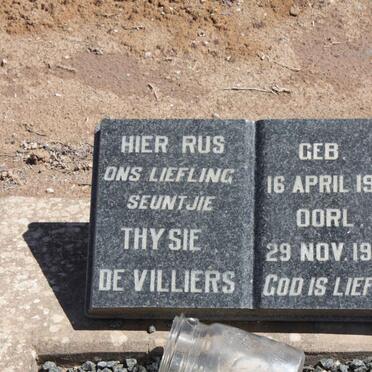 HIER RUS
ONS LIEFLING
SEUNTJIE
THYSIE
DE VILLIERS
GEB.
16 APRIL 19
OORL.
29 NOV. 19
GOD IS LIEF